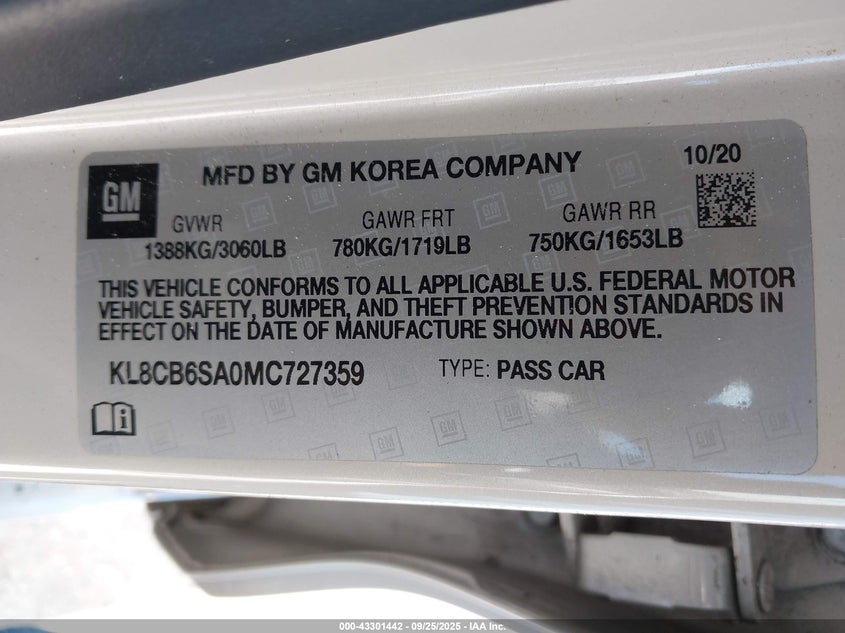 GM
MFD BY GM KOREA COMPANY
10/20
GVWR GAWR FRT GAWR RR
1388KG/3060LB 780KG/1719LB 750KG/1653LB
THIS VEHICLE CONFORMS TO ALL APPLICABLE U.S. FEDERAL MOTOR
VEHICLE SAFETY, BUMPER, AND THEFT PREVENTION STANDARDS IN
EFFECT ON THE DATE OF MANUFACTURE SHOWN ABOVE.
KL8CB6SA0MC727359 TYPE: PASS CAR
000-43301442 - 09/25/2025 - IAA Inc.